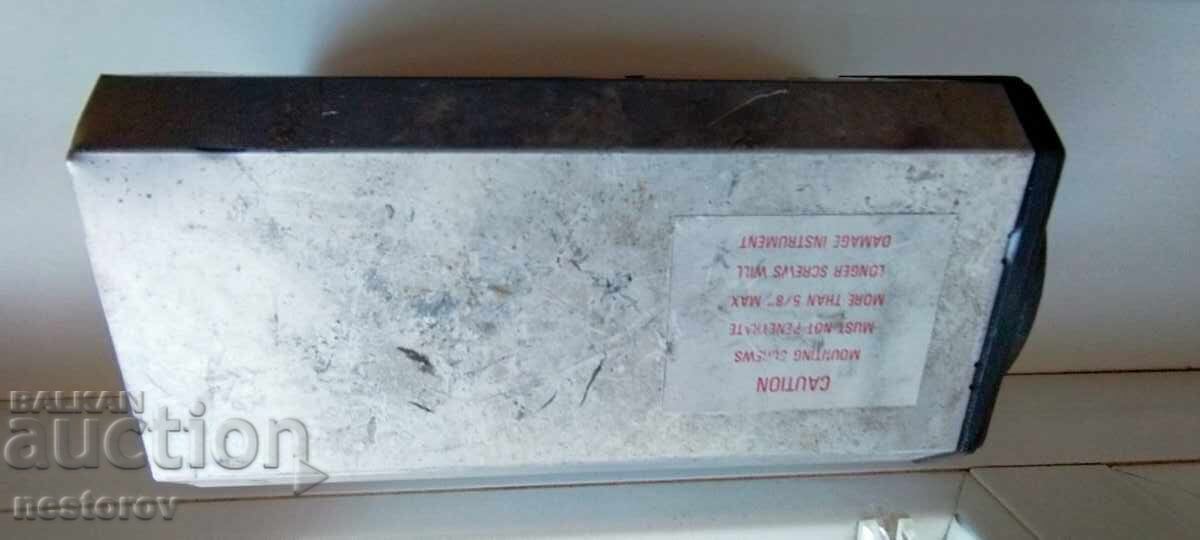 CAUTION
MOUNTING SCREWS
MUST NOT PENETRATE
MORE THAN 5/8" MAX
LONGER SCREWS WILL
DAMAGE INSTRUMENT
BALKAN
auction
nestorov